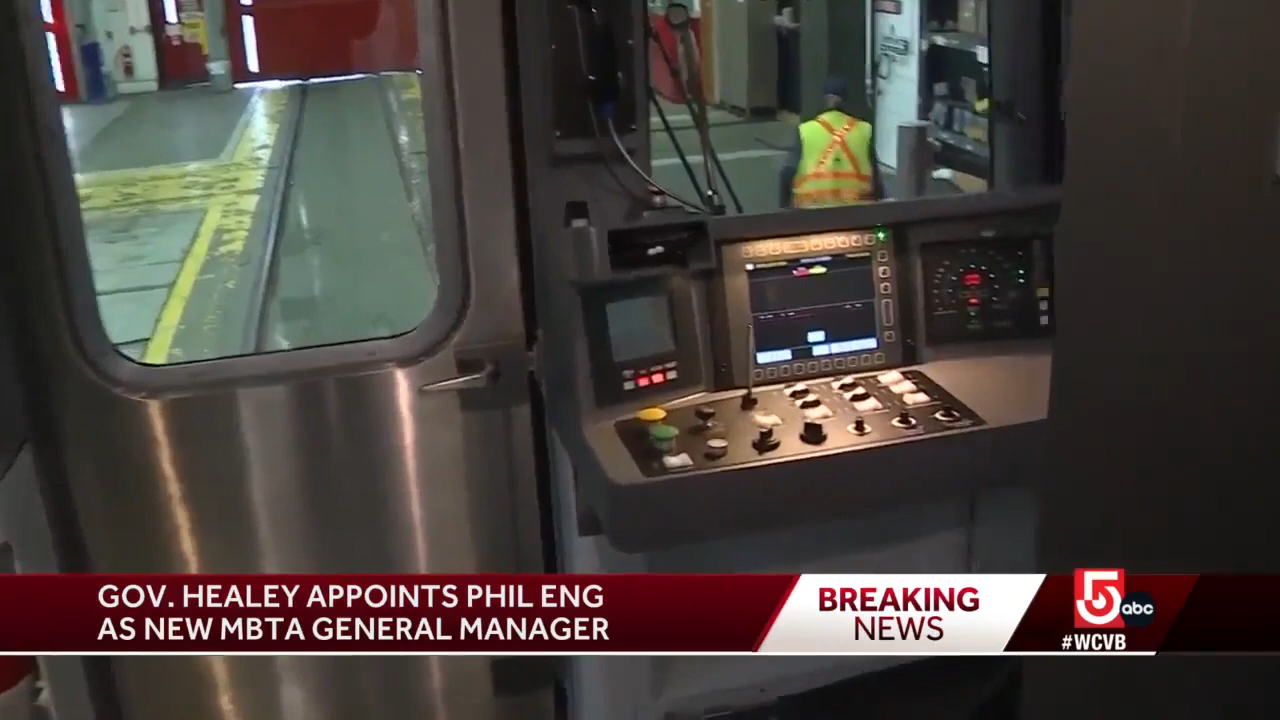 GOV. HEALEY APPOINTS PHIL ENG
AS NEW MBTA GENERAL MANAGER
BREAKING
NEWS
5
abc
#WCVB